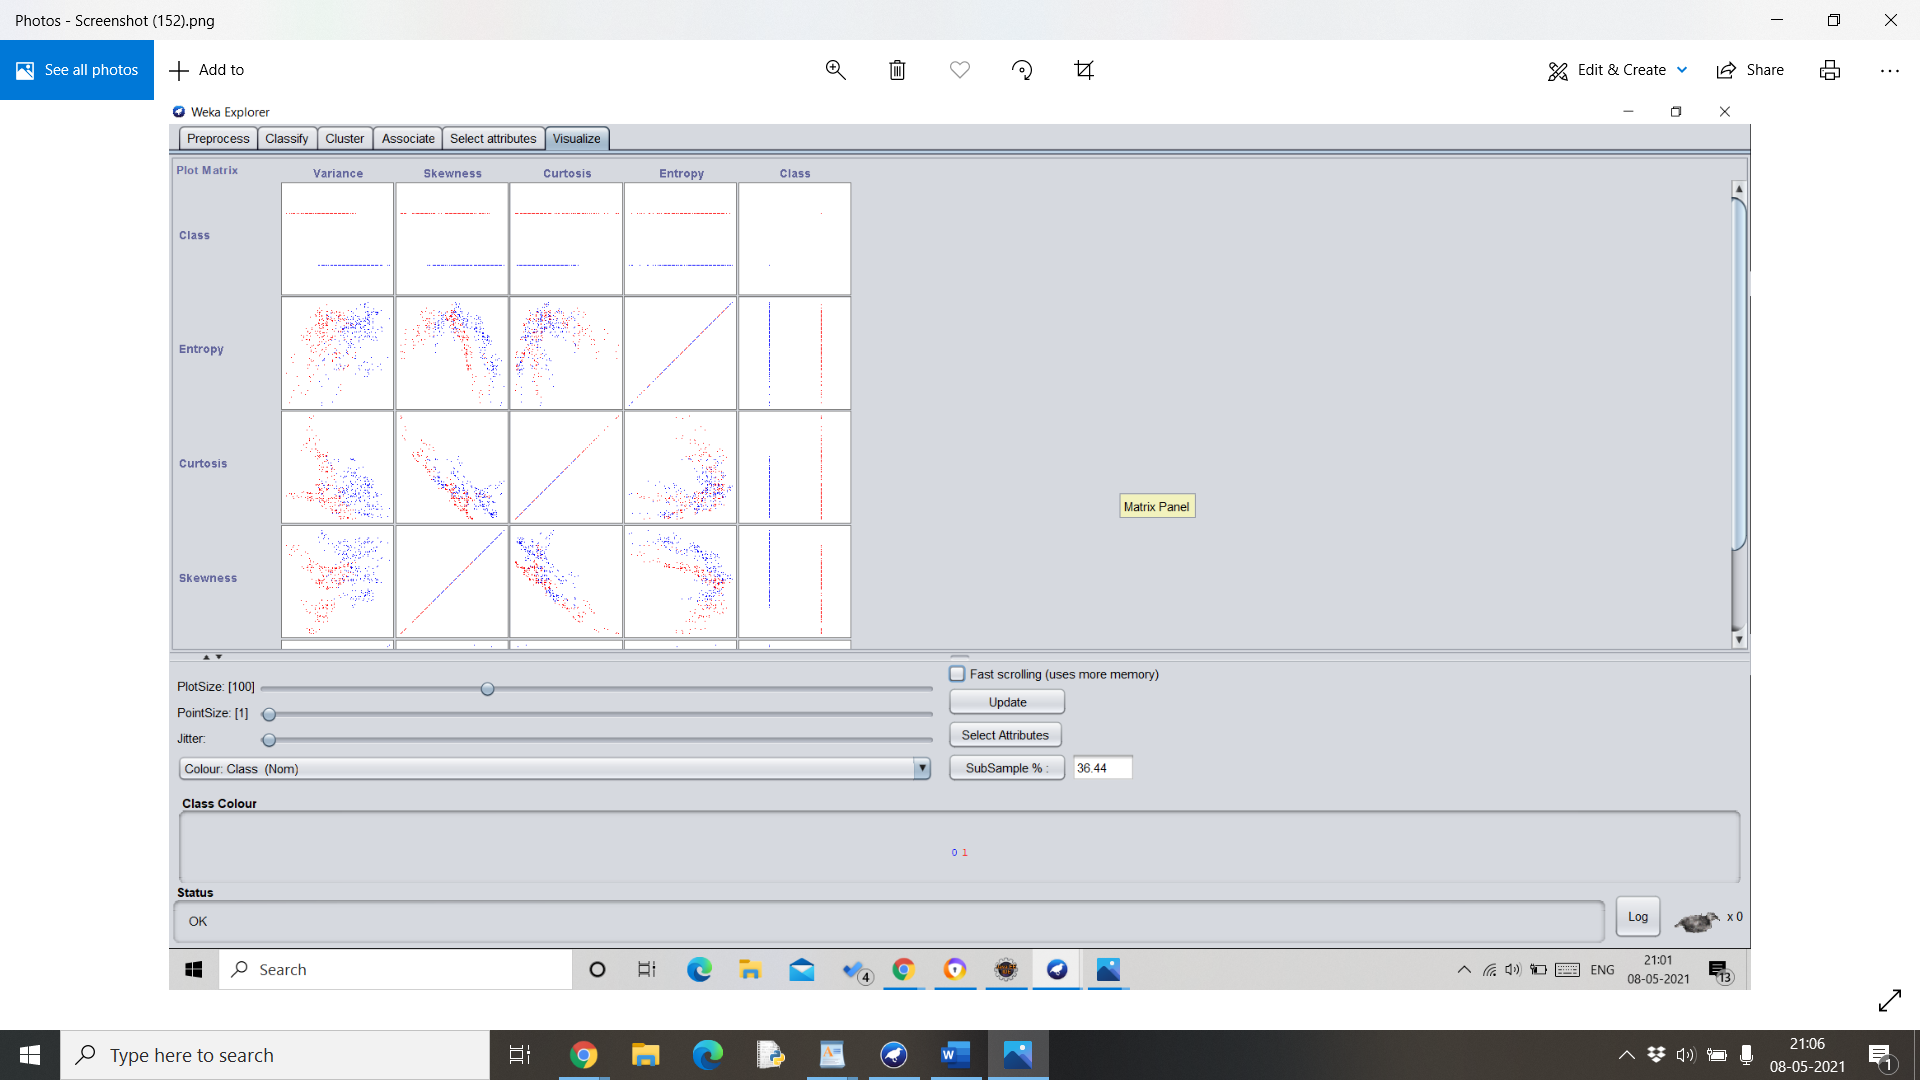 Photos - Screenshot (152).png
See all photos
Add to
Edit & Create
Share
Weka Explorer
Preprocess Classify Cluster Associate Select attributes Visualize
Plot Matrix
Variance Skewness Curtosis Entropy Class
Class
Entropy
Curtosis
Matrix Panel
Skewness
PlotSize: [100]
Fast scrolling (uses more memory)
Update
PointSize: [1]
Jitter:
Select Attributes
Colour: Class (Nom)
SubSample % : 36.44
Class Colour
0 1
Status
OK
Log
x 0
Search
4
ENG
21:01
08-05-2021
13
Type here to search
W
21:06
08-05-2021
1